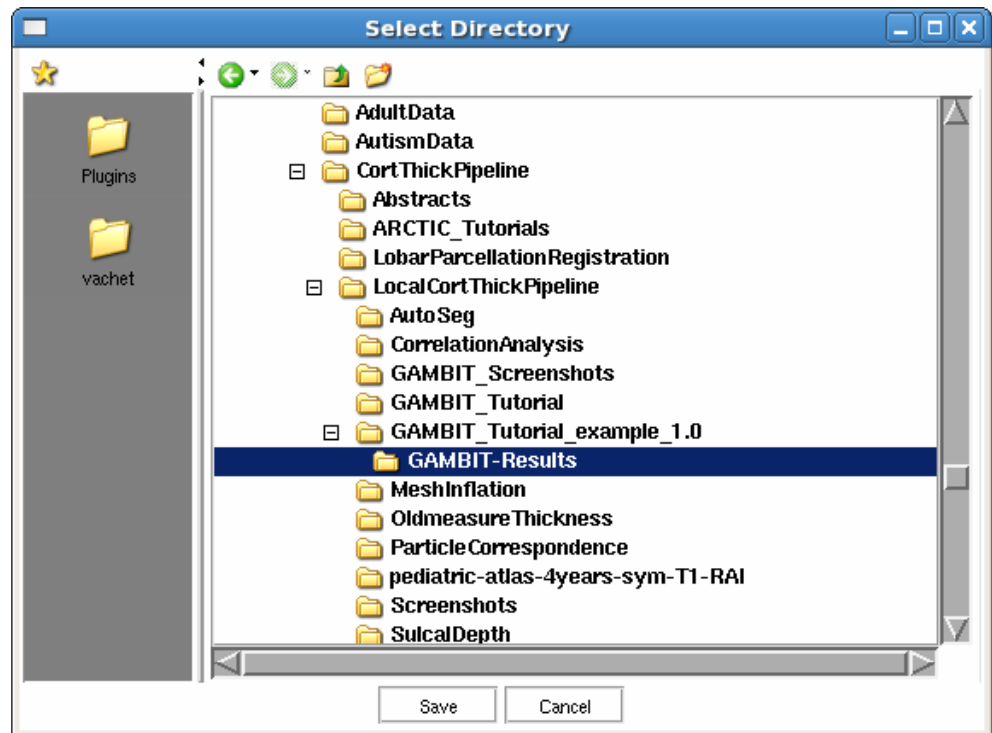 Select Directory
Plugins
vachet
AdultData
AutismData
CortThickPipeline
Abstracts
ARCTIC_Tutorials
LobarParcellationRegistration
LocalCortThickPipeline
AutoSeg
CorrelationAnalysis
GAMBIT_Screenshots
GAMBIT_Tutorial
GAMBIT_Tutorial_example_1.0
GAMBIT-Results
MeshInflation
OldmeasureThickness
ParticleCorrespondence
pediatric-atlas-4years-sym-T1-RAI
Screenshots
SulcalDepth
Save
Cancel